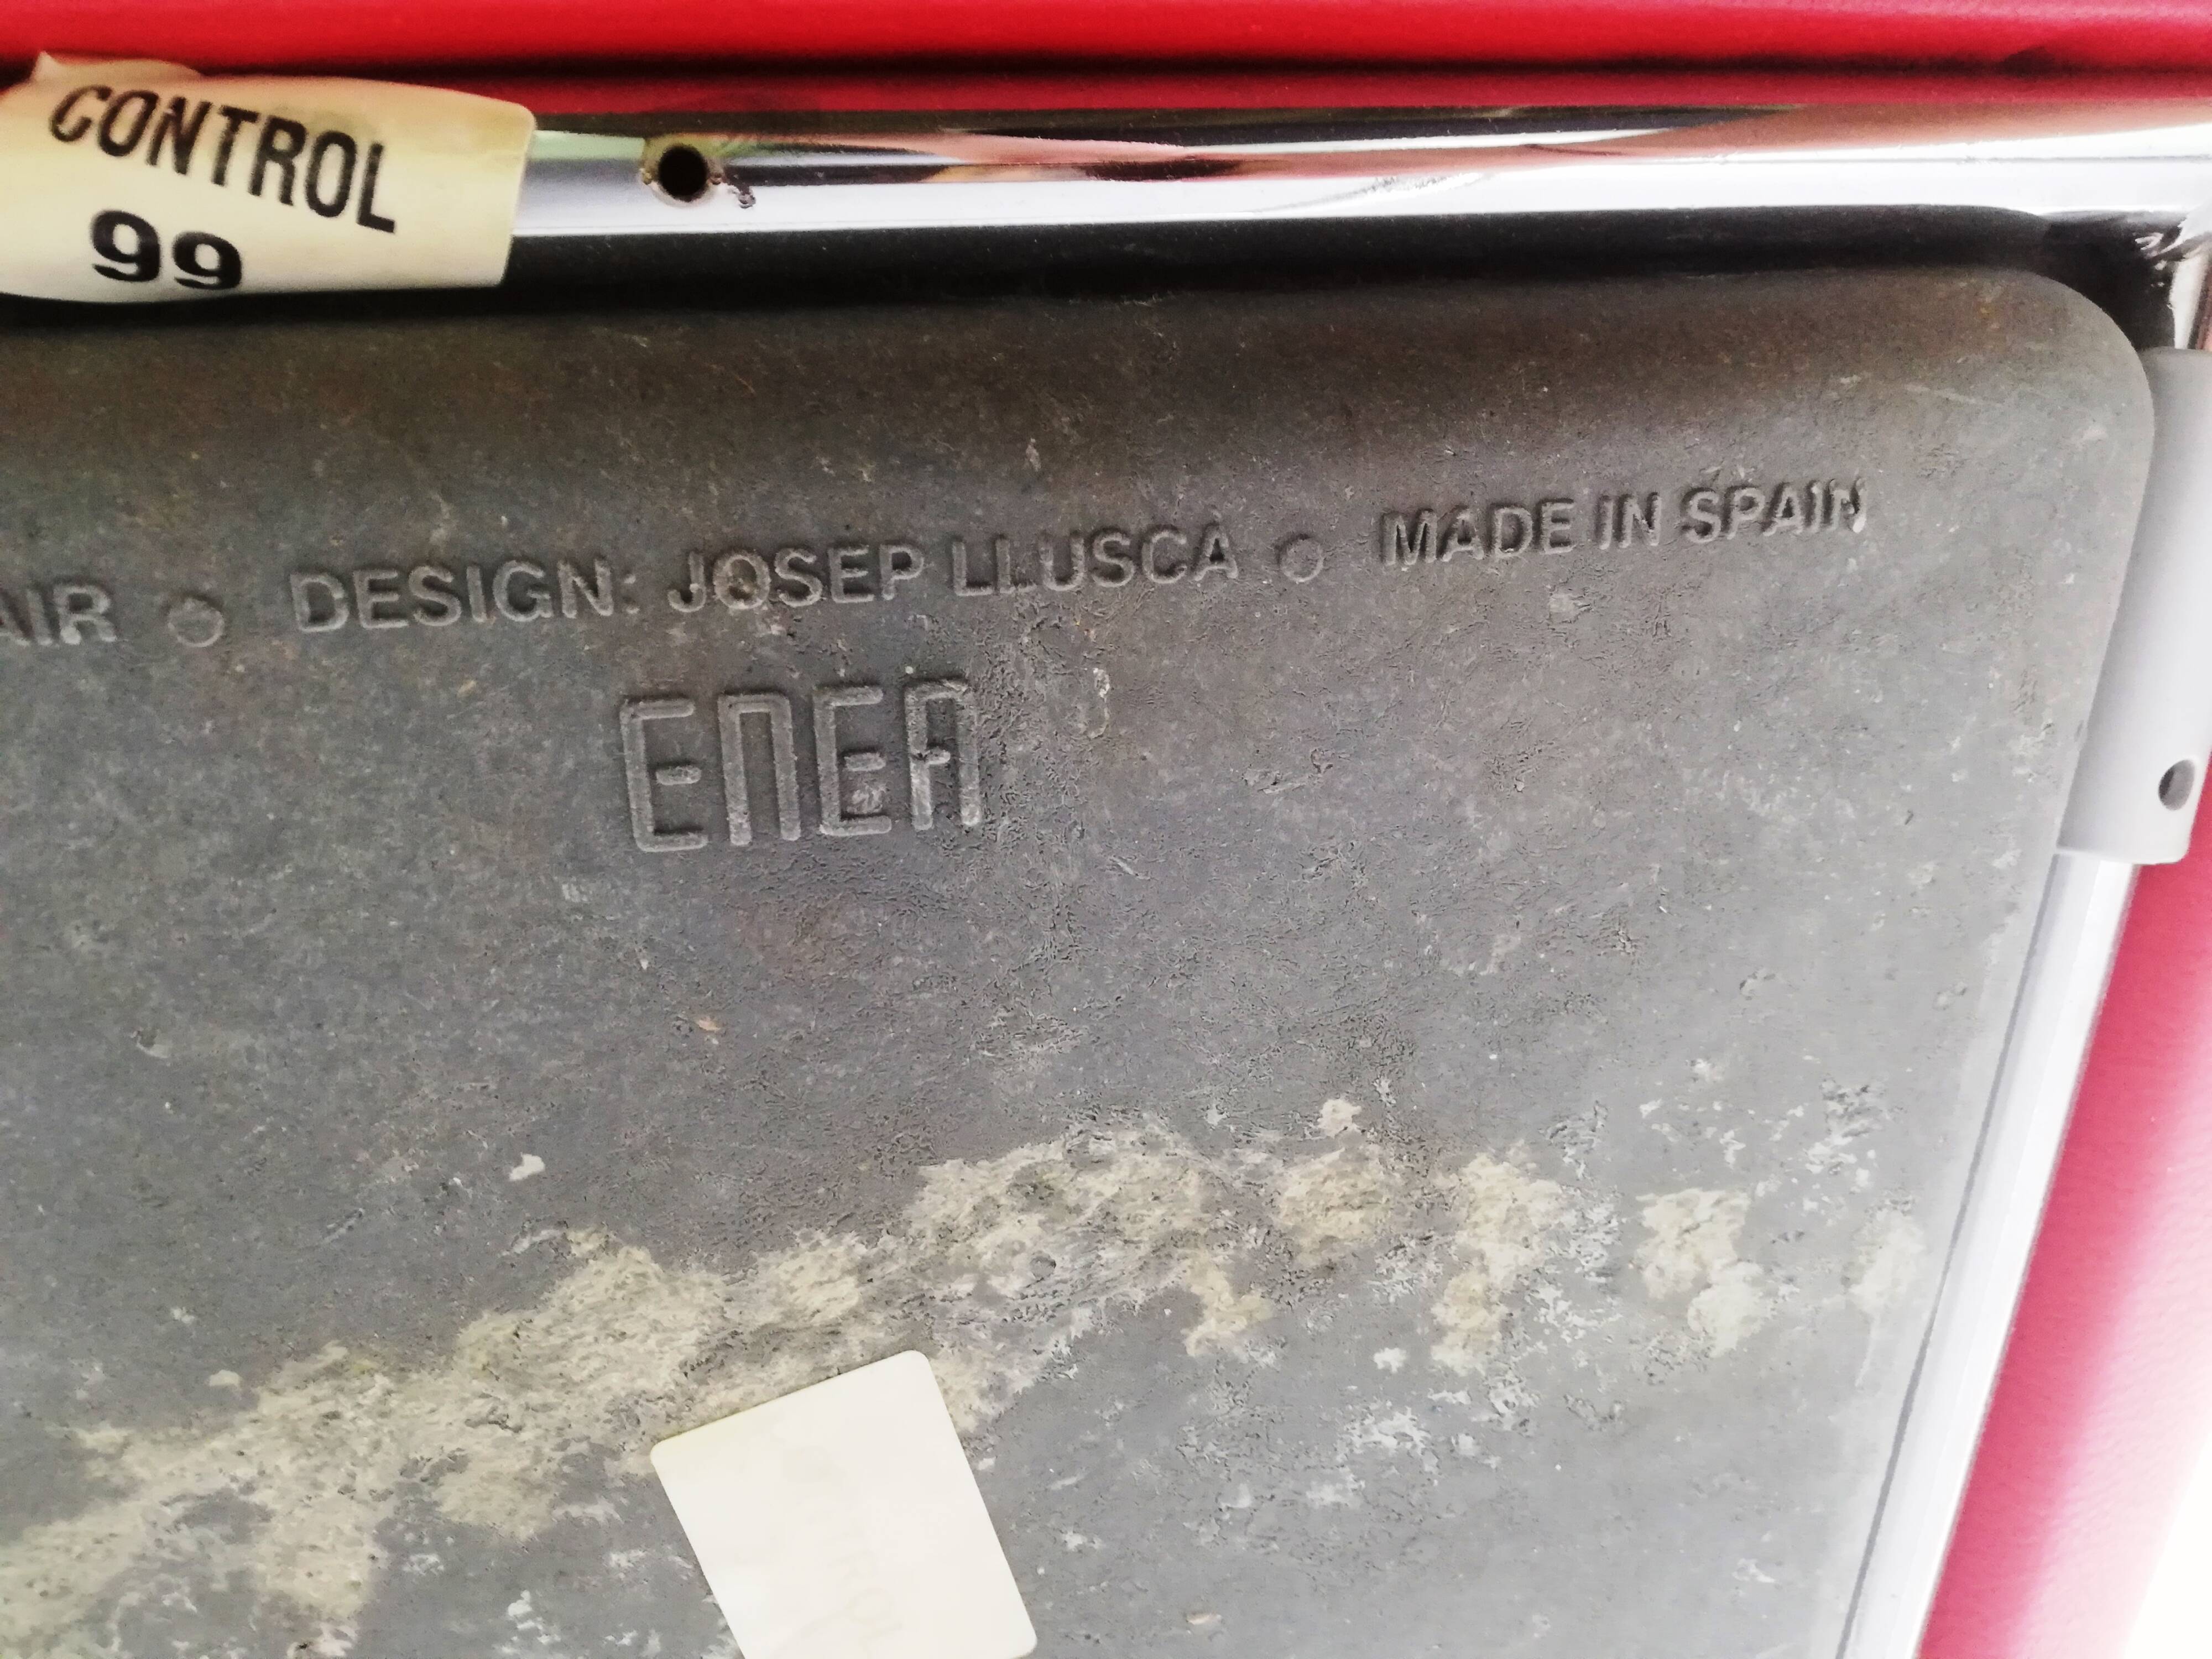 CONTROL
99
AIR ○ DESIGN: JOSEP LLUSCA ○ MADE IN SPAIN
ENEA